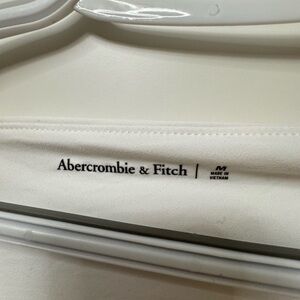 Abercrombie & Fitch | M
MADE IN
VIETNAM